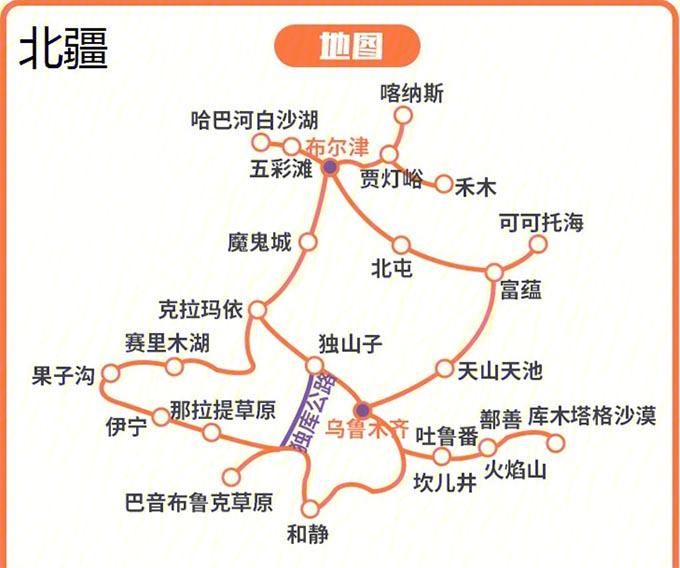 北疆
地图
喀纳斯
哈巴河白沙湖
布尔津
五彩滩
贾灯峪
禾木
可可托海
魔鬼城
北屯
富蕴
克拉玛依
赛里木湖
独山子
果子沟
天山天池
独库公路
那拉提草原
伊宁
乌鲁木齐
吐鲁番
鄯善
库木塔格沙漠
坎儿井
火焰山
巴音布鲁克草原
和静